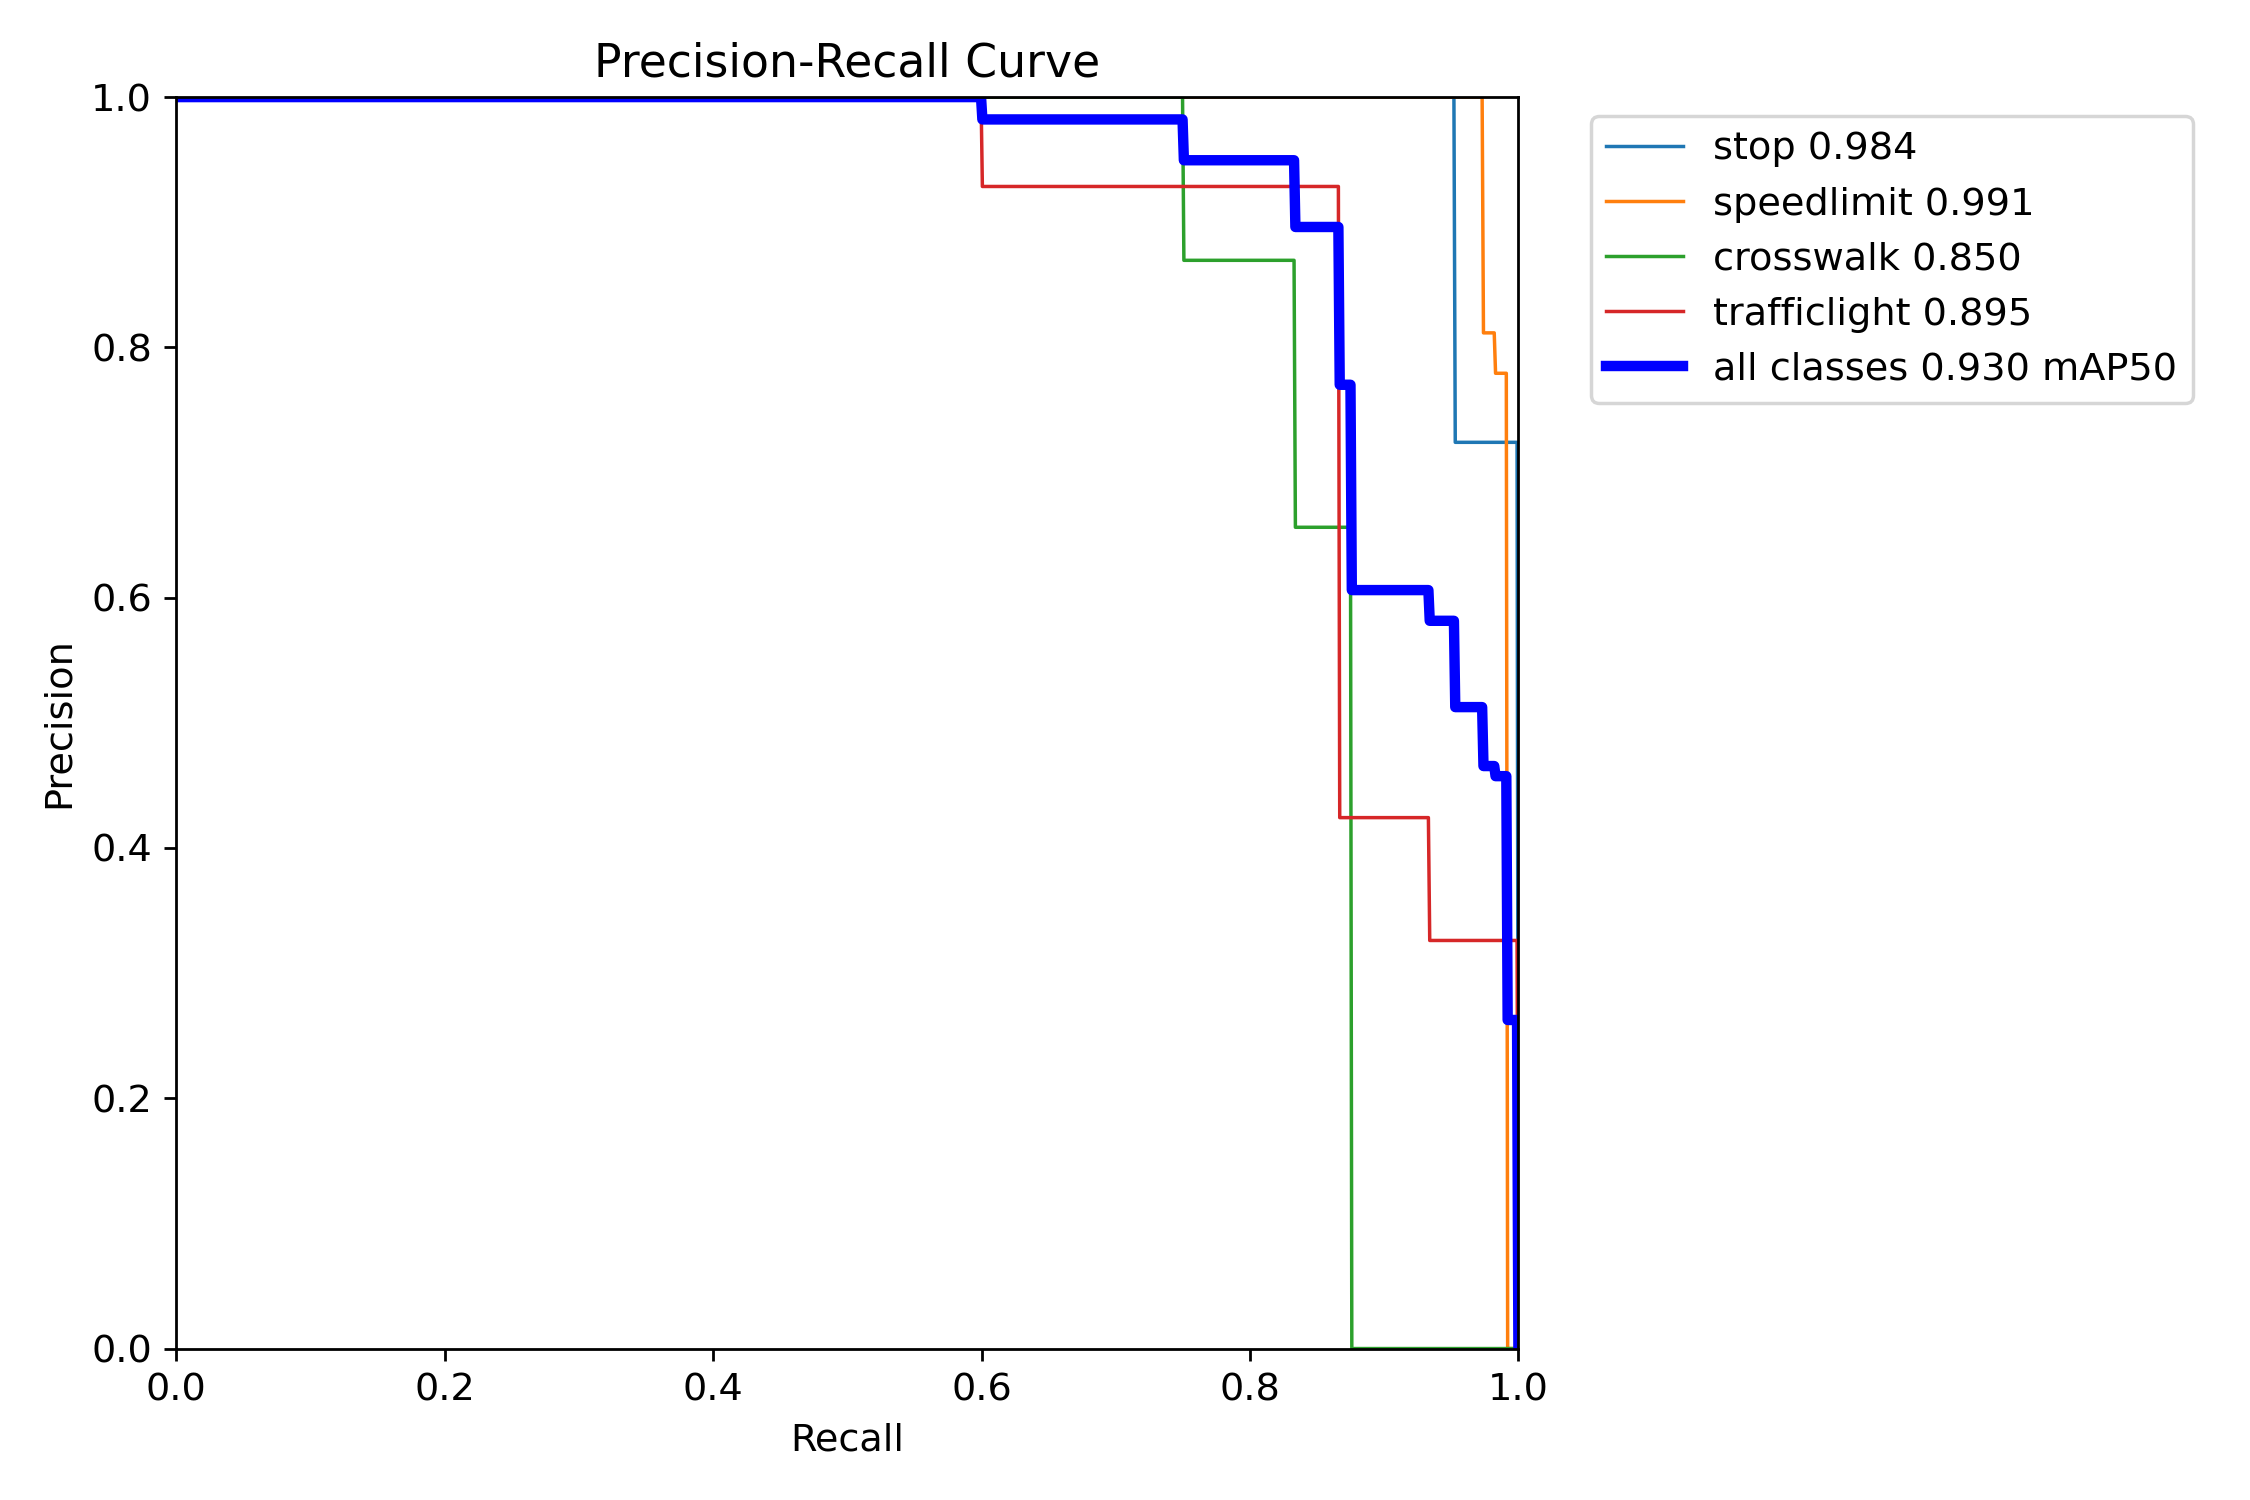 Precision-Recall Curve
1.0
0.8
0.6
0.4
0.2
0.0
Precision
0.0 0.2 0.4 0.6 0.8 1.0
Recall
stop 0.984
speedlimit 0.991
crosswalk 0.850
trafficlight 0.895
all classes 0.930 mAP50